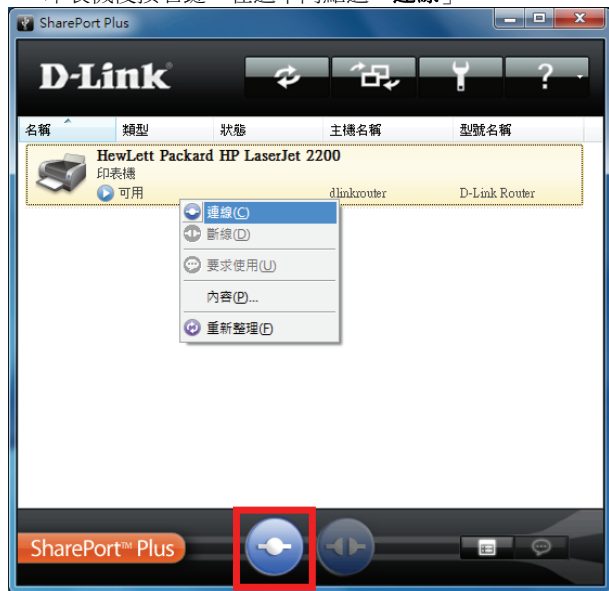 SharePort Plus
D-Link
?
名稱 類型 狀態 主機名稱 型號名稱
HewLett Packard HP LaserJet 2200
印表機
可用 dlinkrouter D-Link Router
連線(C)
斷線(D)
要求使用(U)
內容(P)...
重新整理(F)
SharePort™ Plus